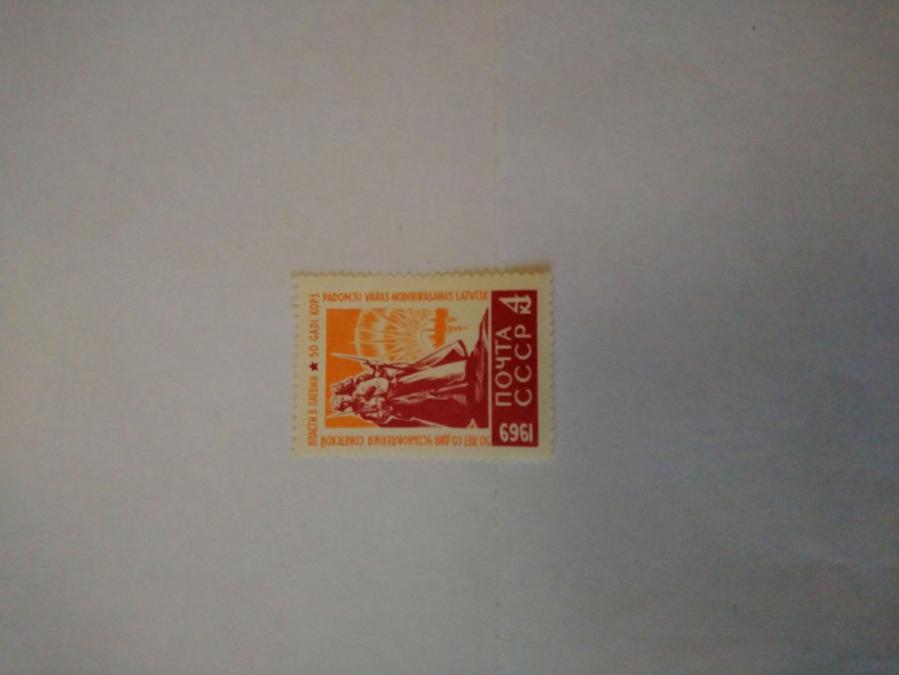 50 ЛЕТ СО ДНЯ УСТАНОВЛЕНИЯ СОВЕТСКОЙ
ВЛАСТИ В ЛАТВИИ ★ 50 GADI KOPŠ
PADOMJU VARAS NODIBINĀŠANAS LATVIJĀ
1969
ПОЧТА
СССР
4
К